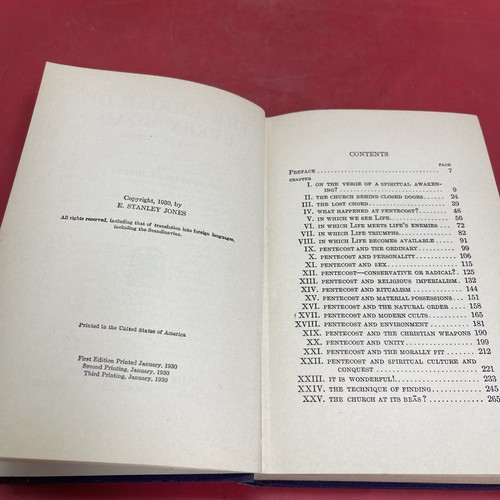 Copyright, 1930, by
E. STANLEY JONES
All rights reserved, including that of translation into foreign languages,
including the Scandinavian.
Printed in the United States of America
First Edition Printed January, 1930
Second Printing, January, 1930
Third Printing, January, 1930
CONTENTS
PAGE
PREFACE 7
CHAPTER
I. ON THE VERGE OF A SPIRITUAL AWAKEN-
ING? 9
II. THE CHURCH BEHIND CLOSED DOORS 24
III. THE LOST CHORD 39
IV. WHAT HAPPENED AT PENTECOST? 48
V. IN WHICH WE SEE LIFE 56
VI. IN WHICH LIFE MEETS LIFE'S ENEMIES 72
VII. IN WHICH LIFE TRIUMPHS 82
VIII. IN WHICH LIFE BECOMES AVAILABLE 91
IX. PENTECOST AND THE ORDINARY 99
X. PENTECOST AND PERSONALITY 106
XI. PENTECOST AND SEX 115
XII. PENTECOST—CONSERVATIVE OR RADICAL? 125
XIII. PENTECOST AND RELIGIOUS IMPERIALISM 132
XIV. PENTECOST AND RITUALISM 144
XV. PENTECOST AND MATERIAL POSSESSIONS 151
XVI. PENTECOST AND THE NATURAL ORDER 158
XVII. PENTECOST AND MODERN CULTS 165
XVIII. PENTECOST AND ENVIRONMENT 181
XIX. PENTECOST AND THE CHRISTIAN WEAPONS 190
XX. PENTECOST AND UNITY 199
XXI. PENTECOST AND THE MORALLY FIT 212
XXII. PENTECOST AND SPIRITUAL CULTURE AND
CONQUEST 221
XXIII. IT IS WONDERFUL! 233
XXIV. THE TECHNIQUE OF FINDING 245
XXV. THE CHURCH AT ITS ? 265